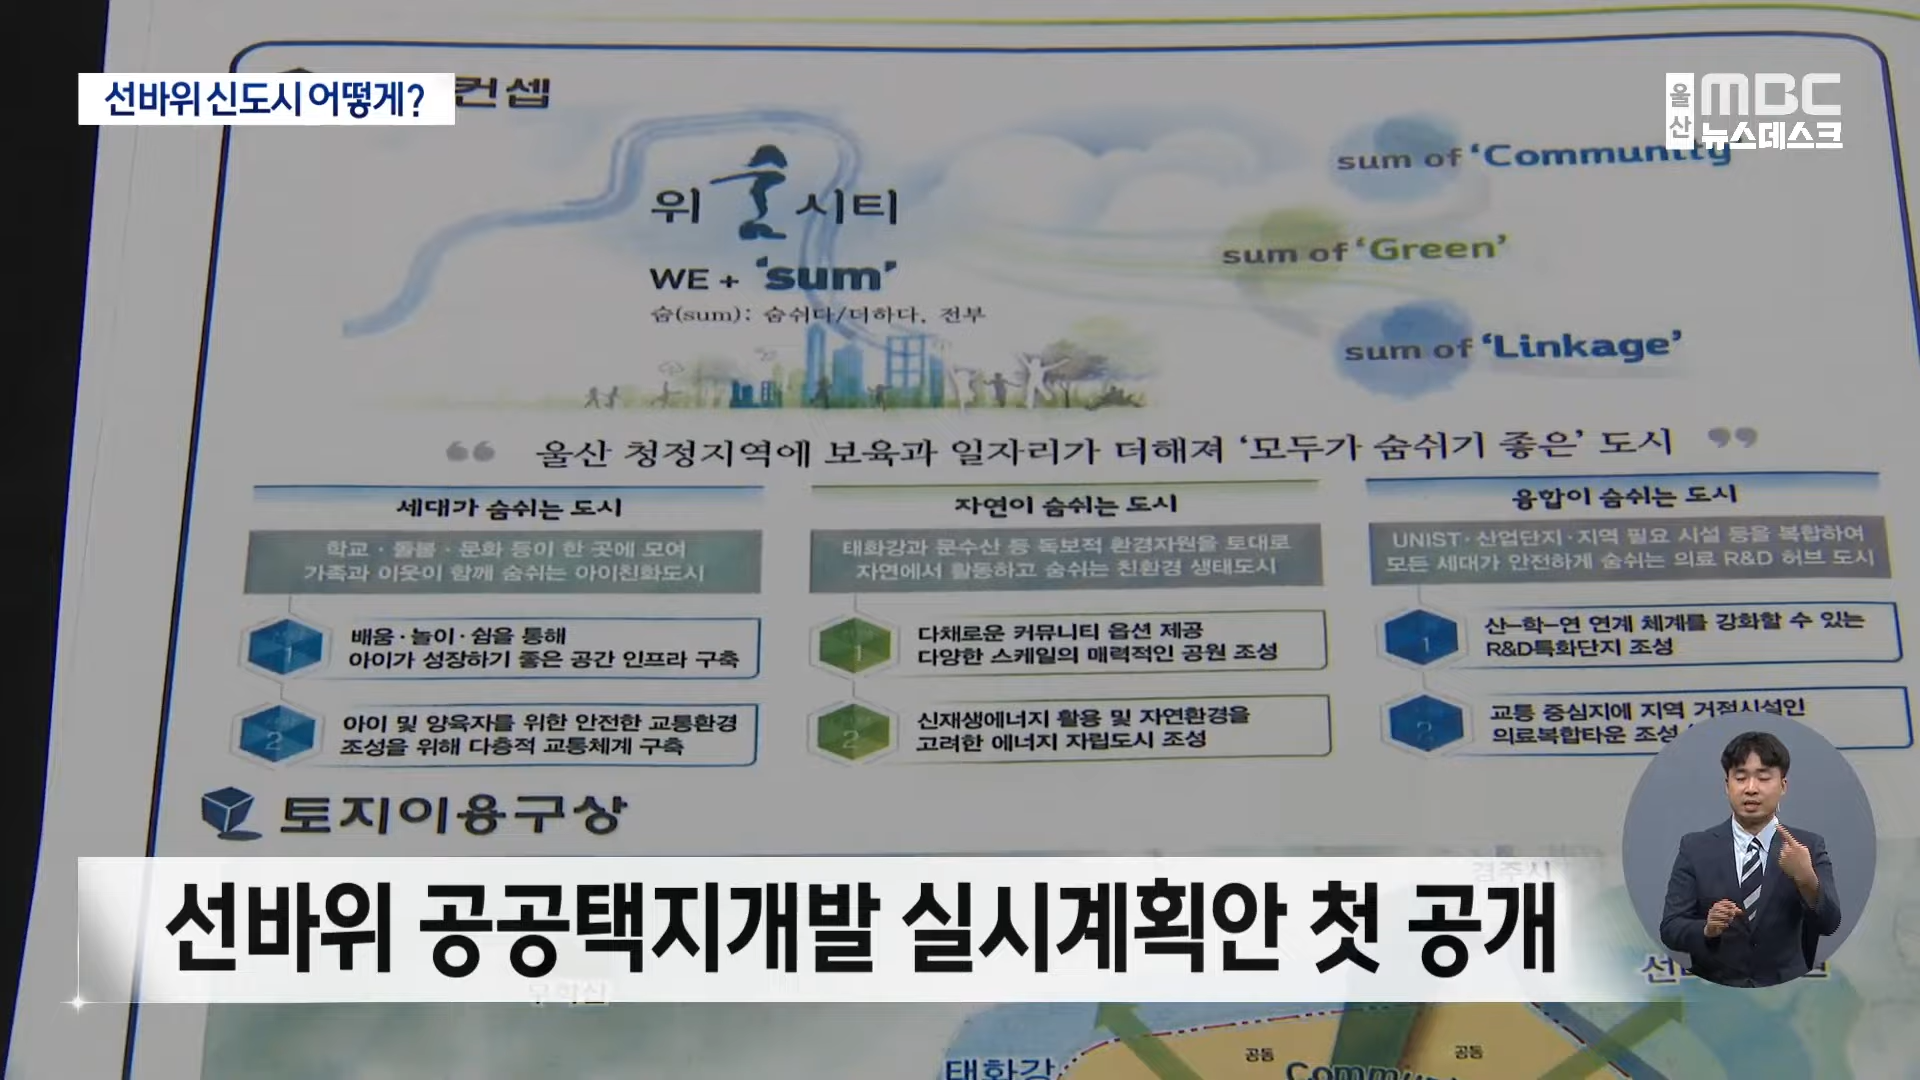 선바위 신도시 어떻게?
컨셉
울산
MBC
뉴스데스크
위숨시티
WE + 'sum'
숨(sum): 숨쉬다/더하다, 전부
sum of 'Community'
sum of 'Green'
sum of 'Linkage'
울산 청정지역에 보육과 일자리가 더해져 '모두가 숨쉬기 좋은' 도시
세대가 숨쉬는 도시
학교 · 돌봄 · 문화 등이 한 곳에 모여
가족과 이웃이 함께 숨쉬는 아이친화도시
1
배움·놀이·쉼을 통해
아이가 성장하기 좋은 공간 인프라 구축
2
아이 및 양육자를 위한 안전한 교통환경
조성을 위해 다층적 교통체계 구축
자연이 숨쉬는 도시
태화강과 문수산 등 독보적 환경자원을 토대로
자연에서 활동하고 숨쉬는 친환경 생태도시
1
다채로운 커뮤니티 옵션 제공
다양한 스케일의 매력적인 공원 조성
2
신재생에너지 활용 및 자연환경을
고려한 에너지 자립도시 조성
융합이 숨쉬는 도시
UNIST·산업단지·지역 필요 시설 등을 복합하여
모든 세대가 안전하게 숨쉬는 의료 R&D 허브 도시
1
산-학-연 연계 체계를 강화할 수 있는
R&D특화단지 조성
2
교통 중심지에 지역 거점시설인
의료복합타운 조성
토지이용구상
경주시
선바위 공공택지개발 실시계획안 첫 공개
무학산
태화강
공동
공동